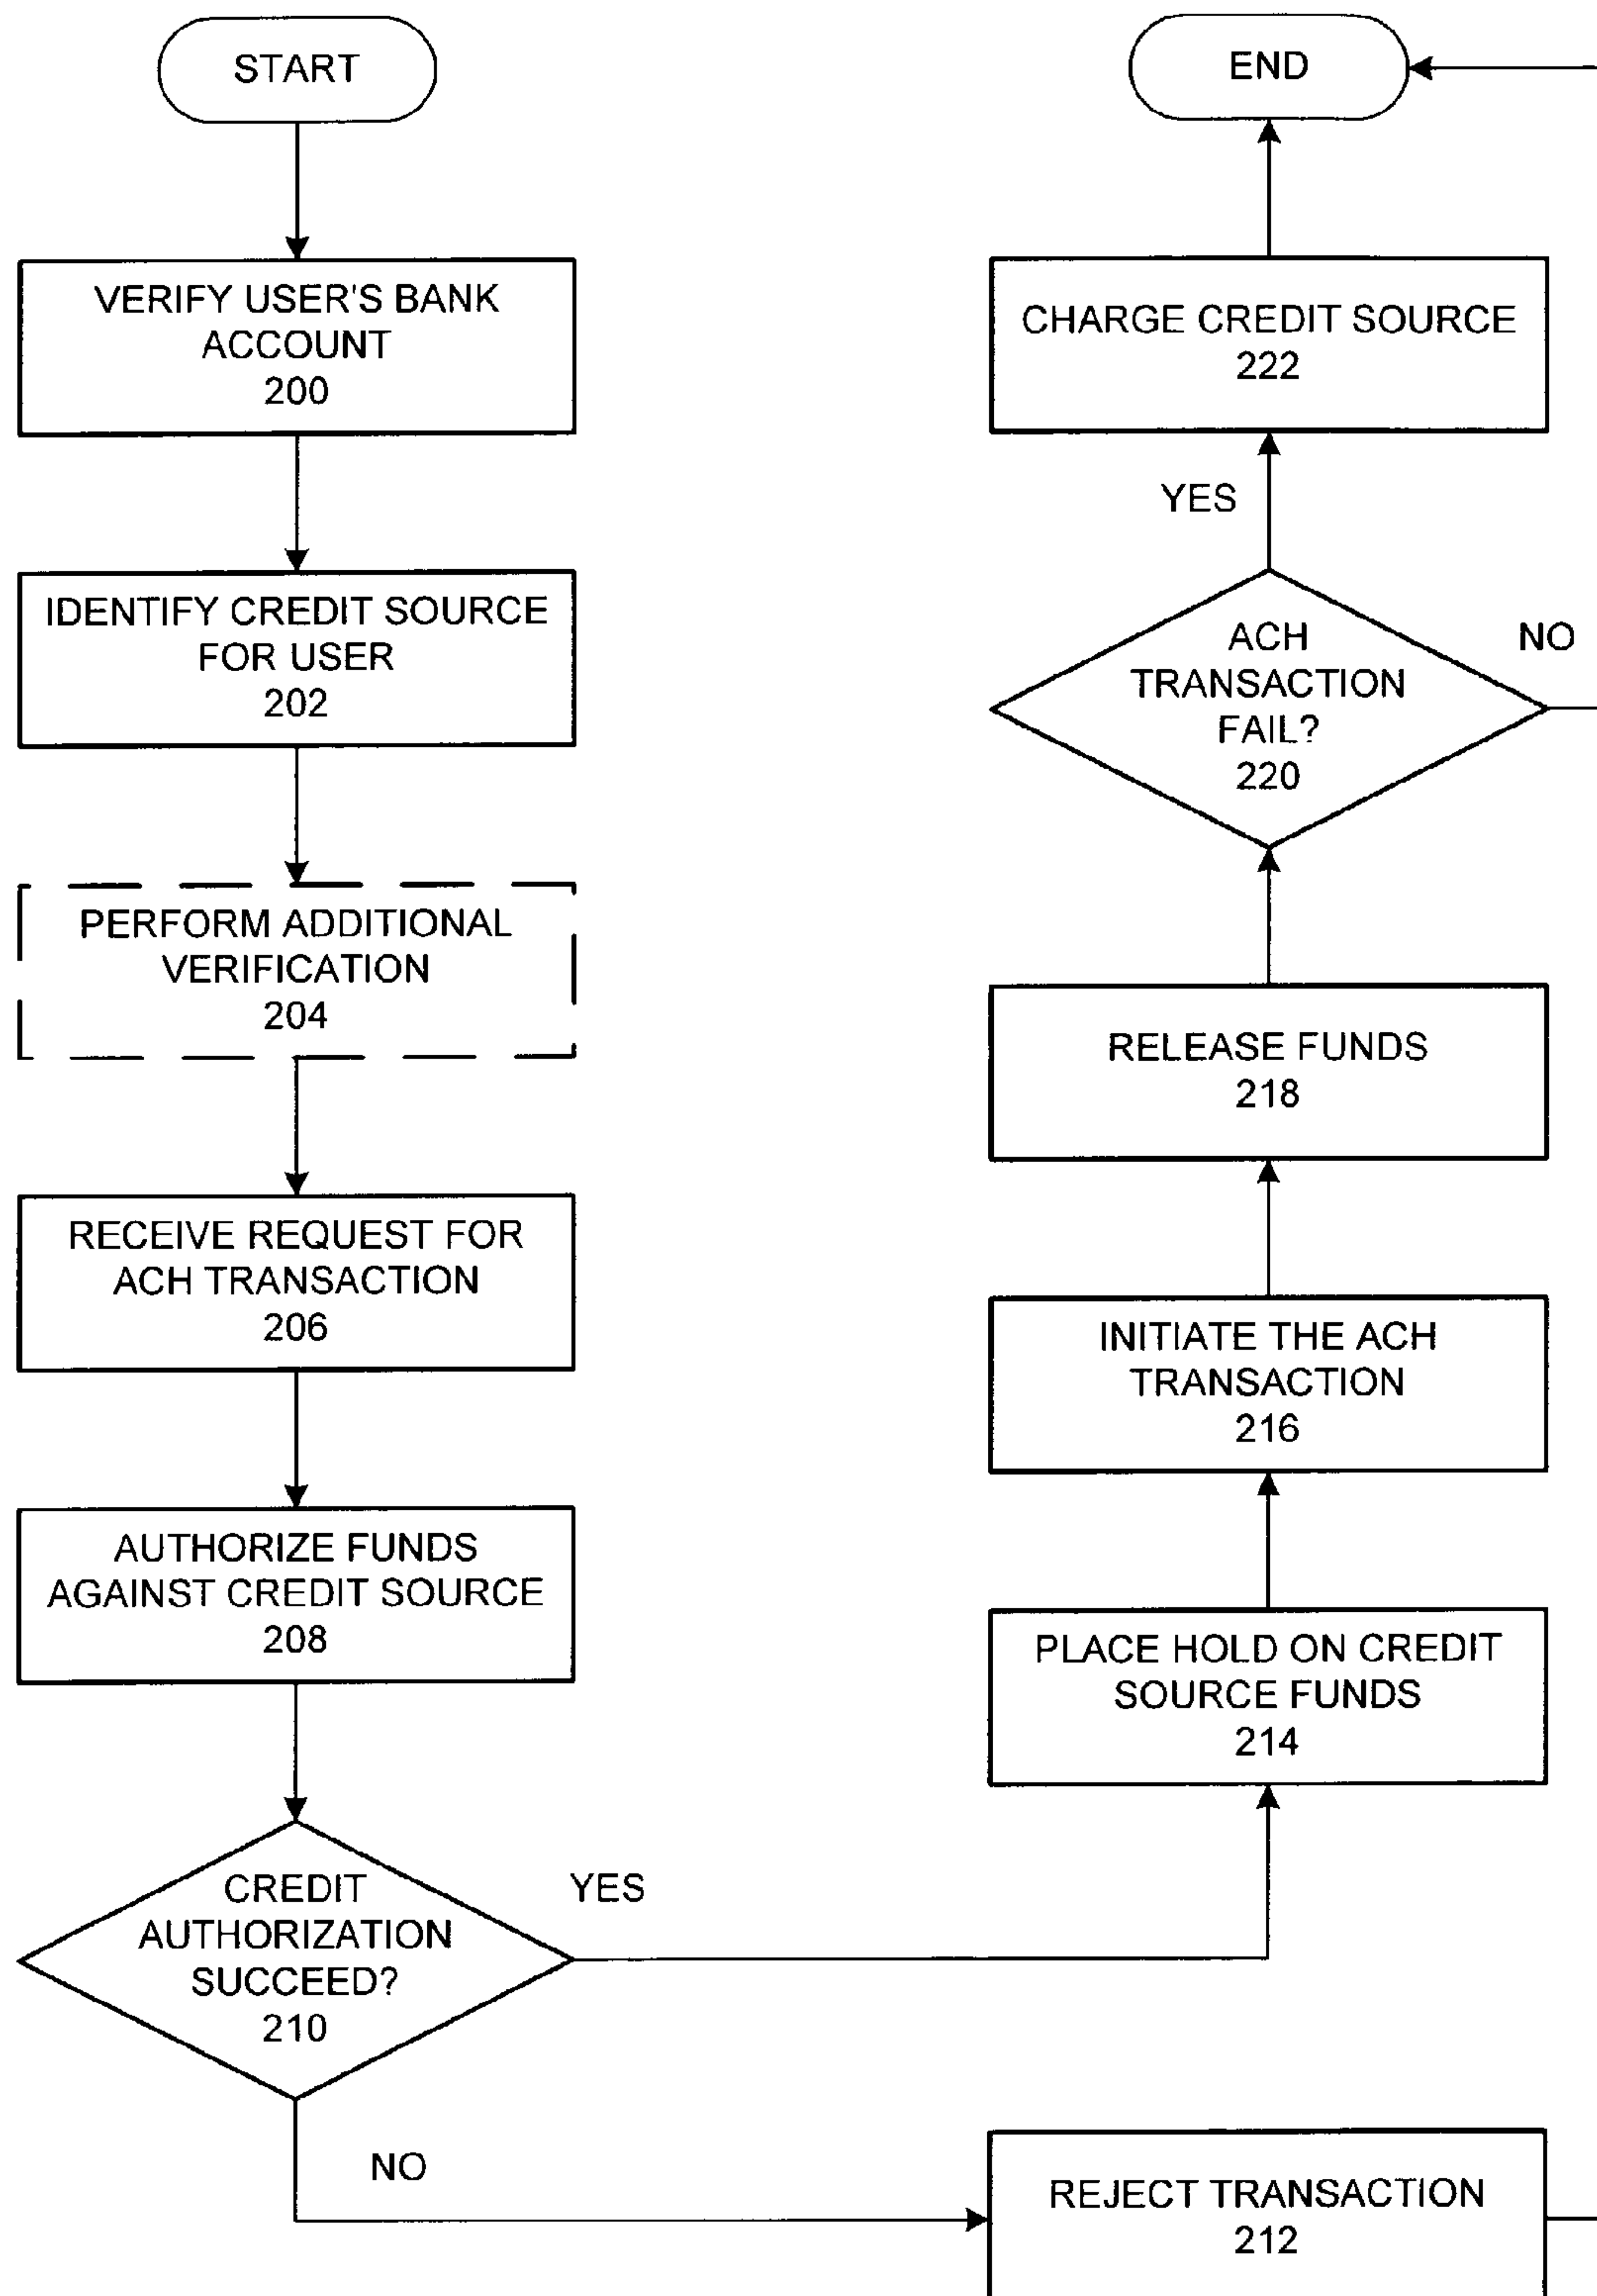 START
VERIFY USER'S BANK
ACCOUNT
200
IDENTIFY CREDIT SOURCE
FOR USER
202
PERFORM ADDITIONAL
VERIFICATION
204
RECEIVE REQUEST FOR
ACH TRANSACTION
206
AUTHORIZE FUNDS
AGAINST CREDIT SOURCE
208
CREDIT
AUTHORIZATION
SUCCEED?
210
YES
NO
REJECT TRANSACTION
212
PLACE HOLD ON CREDIT
SOURCE FUNDS
214
INITIATE THE ACH
TRANSACTION
216
RELEASE FUNDS
218
ACH
TRANSACTION
FAIL?
220
NO
YES
CHARGE CREDIT SOURCE
222
END